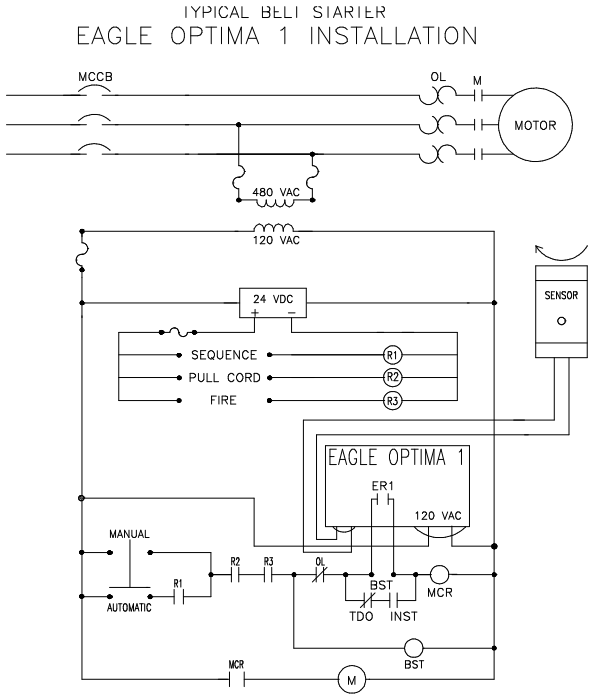 TYPICAL BELT STARTER
EAGLE OPTIMA 1 INSTALLATION
MCCB
OL
M
MOTOR
480 VAC
120 VAC
24 VDC
+ −
SENSOR
SEQUENCE
R1
PULL CORD
R2
FIRE
R3
EAGLE OPTIMA 1
ER1
120 VAC
MANUAL
R1
AUTOMATIC
R2
R3
OL
BST
TDO
INST
MCR
BST
MCR
M